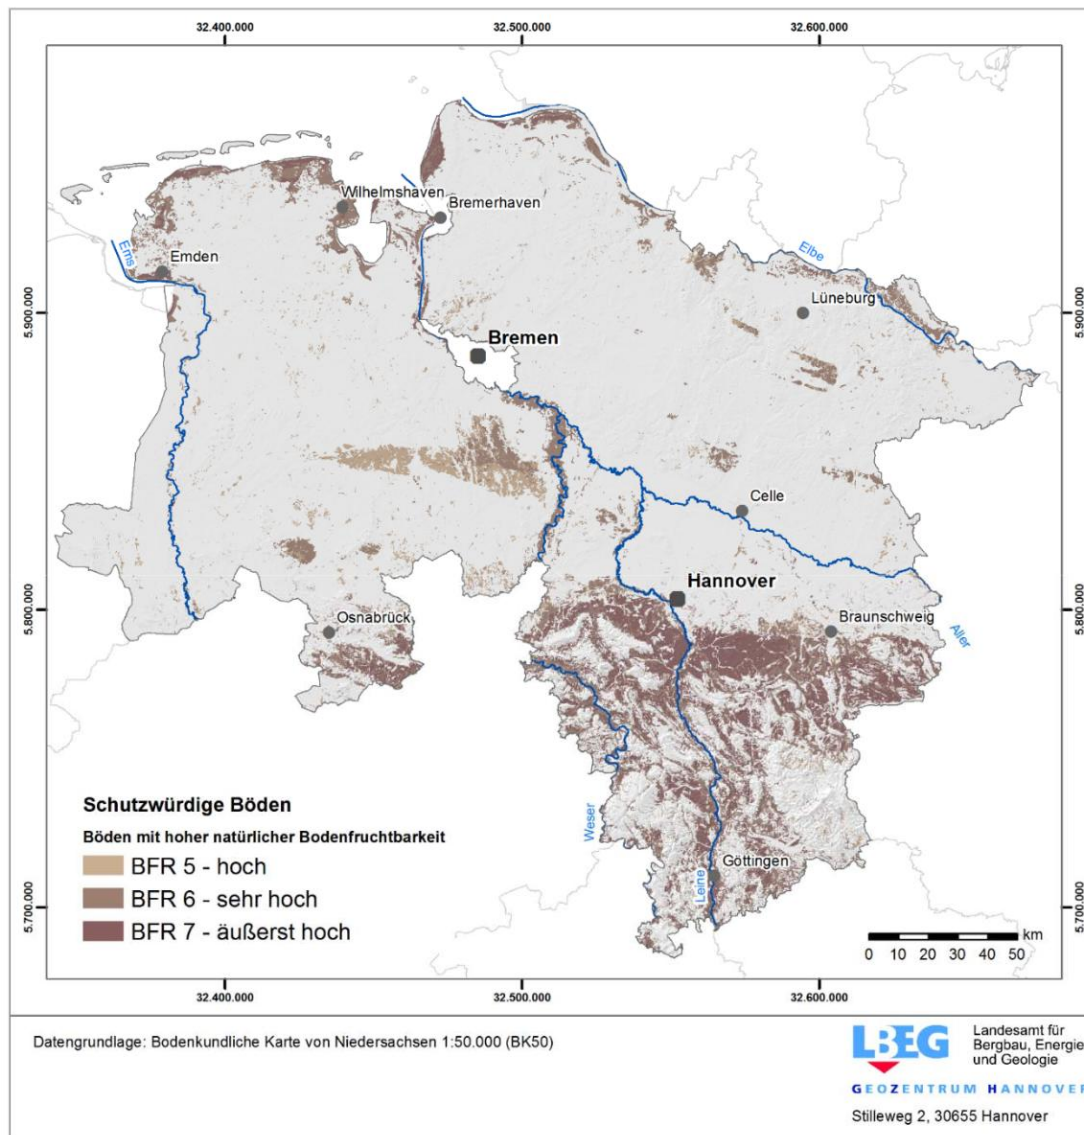 32.400.000
32.500.000
32.600.000
Wilhelmshaven
Bremerhaven
Ems
Emden
Elbe
Lüneburg
5.900.000
5.900.000
Bremen
Celle
Hannover
5.800.000
5.800.000
Osnabrück
Braunschweig
Aller
Schutzwürdige Böden
Böden mit hoher natürlicher Bodenfruchtbarkeit
BFR 5 - hoch
BFR 6 - sehr hoch
BFR 7 - äußerst hoch
Weser
Göttingen
Leine
5.700.000
5.700.000
km
0 10 20 30 40 50
32.400.000
32.500.000
32.600.000
Datengrundlage: Bodenkundliche Karte von Niedersachsen 1:50.000 (BK50)
LBEG
Landesamt für
Bergbau, Energie
und Geologie
GEOZENTRUM HANNOVER
Stilleweg 2, 30655 Hannover